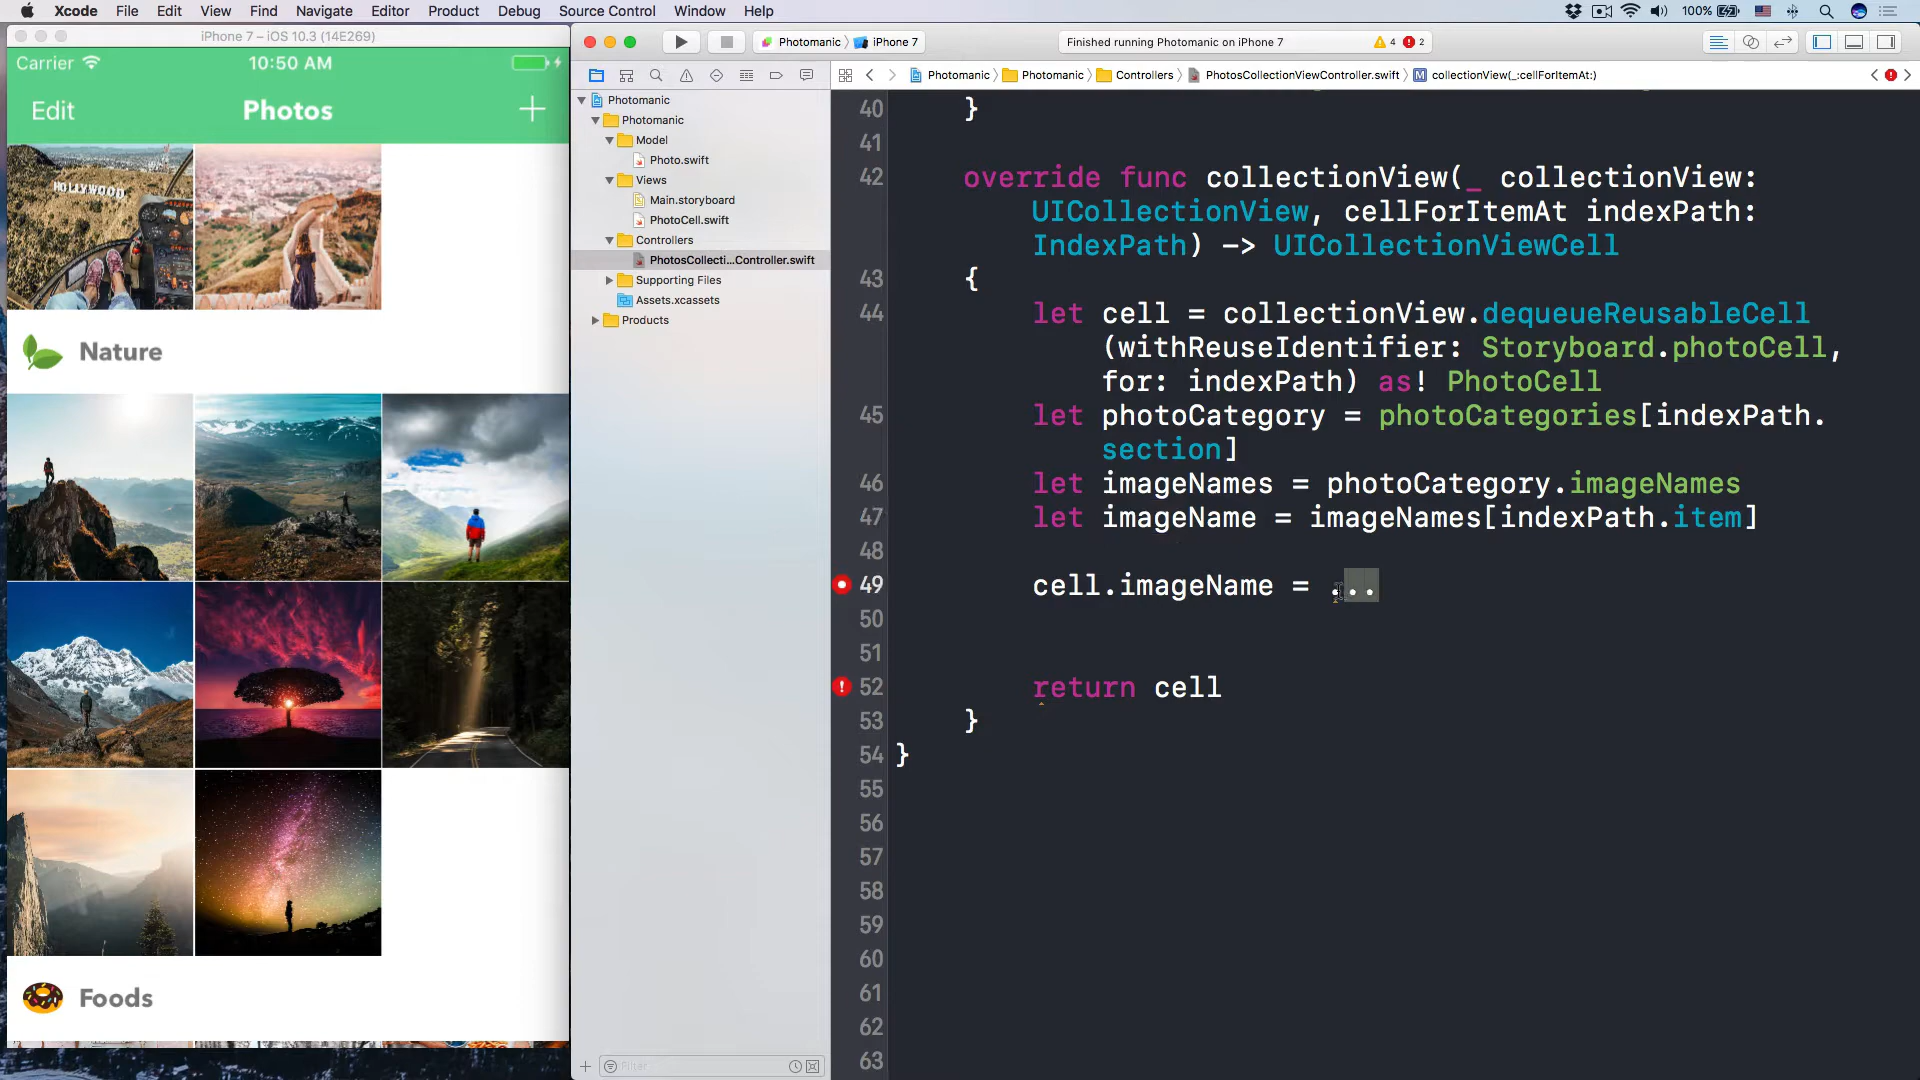 Xcode File Edit View Find Navigate Editor Product Debug Source Control Window Help 100%
iPhone 7 – iOS 10.3 (14E269)
Carrier 10:50 AM
Edit Photos +
HOLLYWOOD
Nature
Foods
Photomanic iPhone 7 Finished running Photomanic on iPhone 7 4 2
Photomanic Photomanic Controllers PhotosCollectionViewController.swift M collectionView(_:cellForItemAt:)
Photomanic
Photomanic
Model
Photo.swift
Views
Main.storyboard
PhotoCell.swift
Controllers
PhotosCollecti...Controller.swift
Supporting Files
Assets.xcassets
Products
Filter
40 }
41
42 override func collectionView(_ collectionView:
UICollectionView, cellForItemAt indexPath:
IndexPath) -> UICollectionViewCell
43 {
44 let cell = collectionView.dequeueReusableCell
(withReuseIdentifier: Storyboard.photoCell,
for: indexPath) as! PhotoCell
45 let photoCategory = photoCategories[indexPath.
section]
46 let imageNames = photoCategory.imageNames
47 let imageName = imageNames[indexPath.item]
48
49 cell.imageName = ...
50
51
52 return cell
53 }
54 }
55
56
57
58
59
60
61
62
63